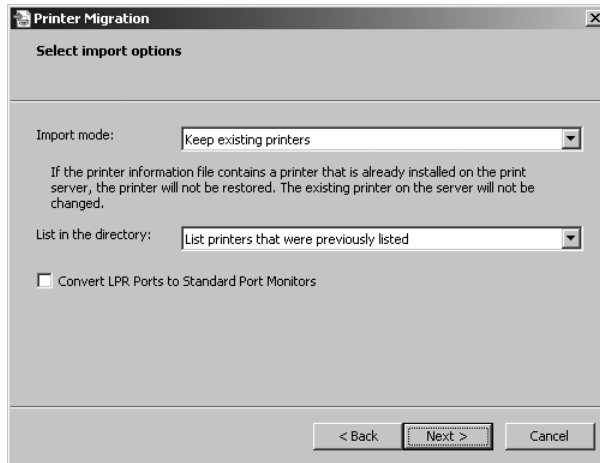 Printer Migration
Select import options
Import mode:
Keep existing printers
If the printer information file contains a printer that is already installed on the print
server, the printer will not be restored. The existing printer on the server will not be
changed.
List in the directory:
List printers that were previously listed
Convert LPR Ports to Standard Port Monitors
< Back
Next >
Cancel